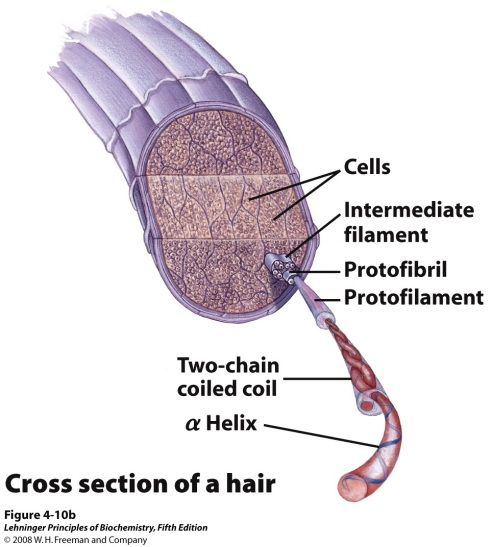 Cells
Intermediate
filament
Protofibril
Protofilament
Two-chain
coiled coil
α Helix
Cross section of a hair
Figure 4-10b
Lehninger Principles of Biochemistry, Fifth Edition
© 2008 W. H. Freeman and Company